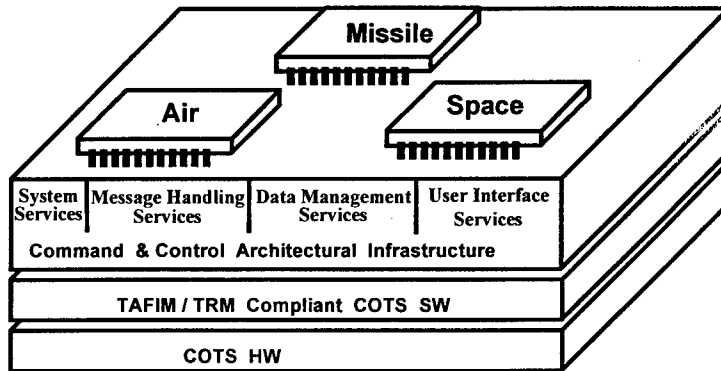 Missile
Air
Space
System Services
Message Handling Services
Data Management Services
User Interface Services
Command & Control Architectural Infrastructure
TAFIM / TRM Compliant COTS SW
COTS HW